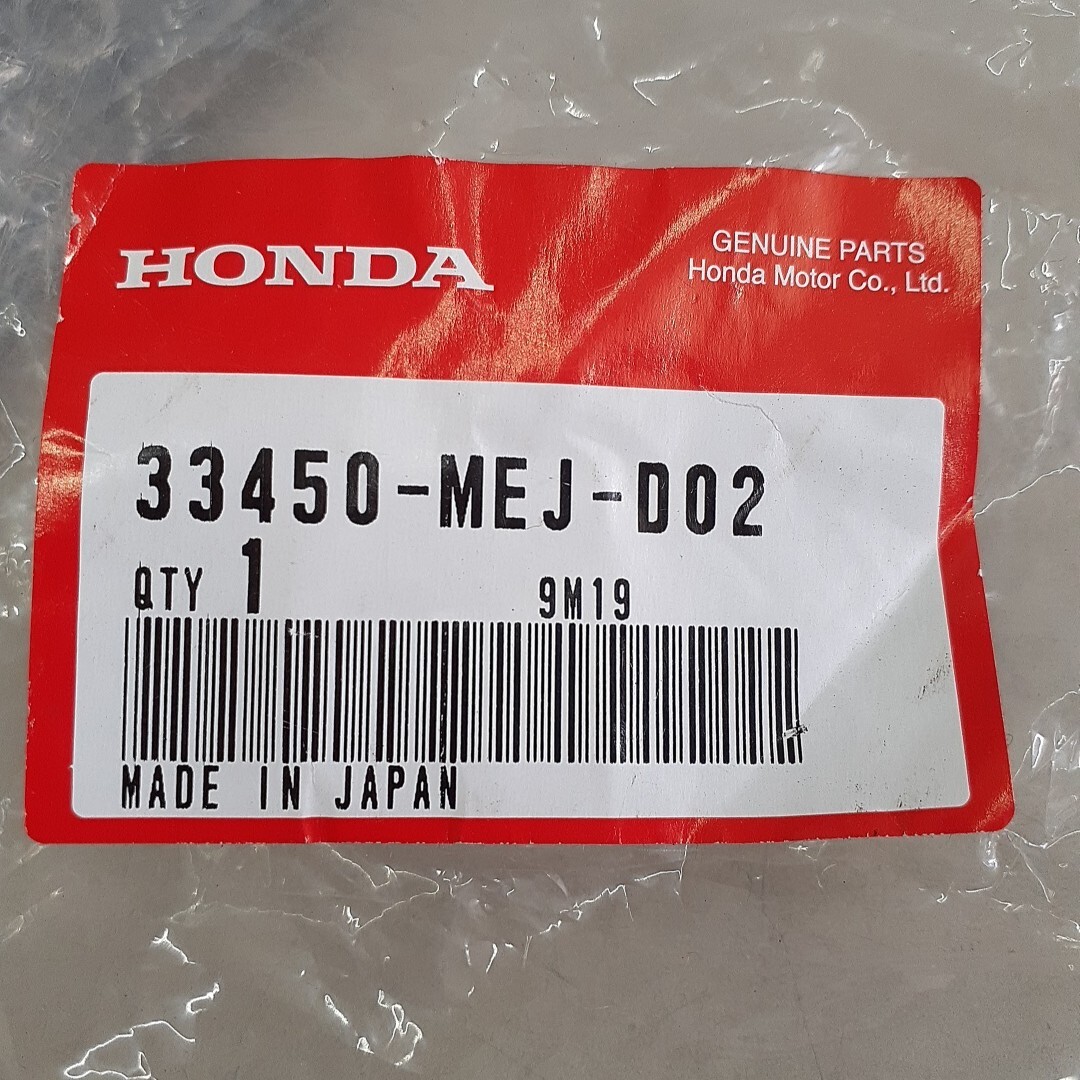 HONDA
GENUINE PARTS
Honda Motor Co., Ltd.
33450-MEJ-D02
QTY 1 9M19
MADE IN JAPAN